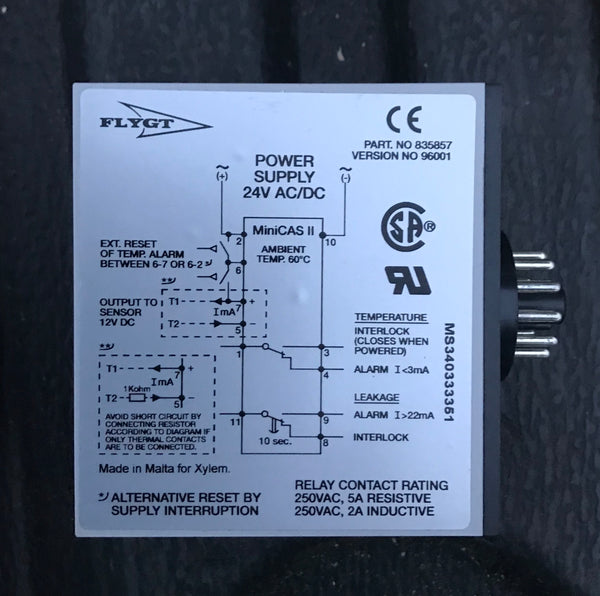 FLYGT
CE
PART. NO 835857
VERSION NO 96001
POWER
SUPPLY
24V AC/DC
~
(+)
~
(-)
2
MiniCAS II
10
AMBIENT
TEMP. 60°C
EXT. RESET
OF TEMP. ALARM
BETWEEN 6-7 OR 6-2 *)
6
SA®
RU
*)
OUTPUT TO
SENSOR
12V DC
T1
ImA
7
+
T2
5
-
**)
T1
7
+
ImA
1Kohm
T2
5
-
AVOID SHORT CIRCUIT BY
CONNECTING RESISTOR
ACCORDING TO DIAGRAM IF
ONLY THERMAL CONTACTS
ARE TO BE CONNECTED.
1
3
4
11
9
8
10 sec.
TEMPERATURE
INTERLOCK
(CLOSES WHEN
POWERED)
ALARM I<3mA
LEAKAGE
ALARM I>22mA
INTERLOCK
MS340333351
Made in Malta for Xylem.
*) ALTERNATIVE RESET BY
SUPPLY INTERRUPTION
RELAY CONTACT RATING
250VAC, 5A RESISTIVE
250VAC, 2A INDUCTIVE